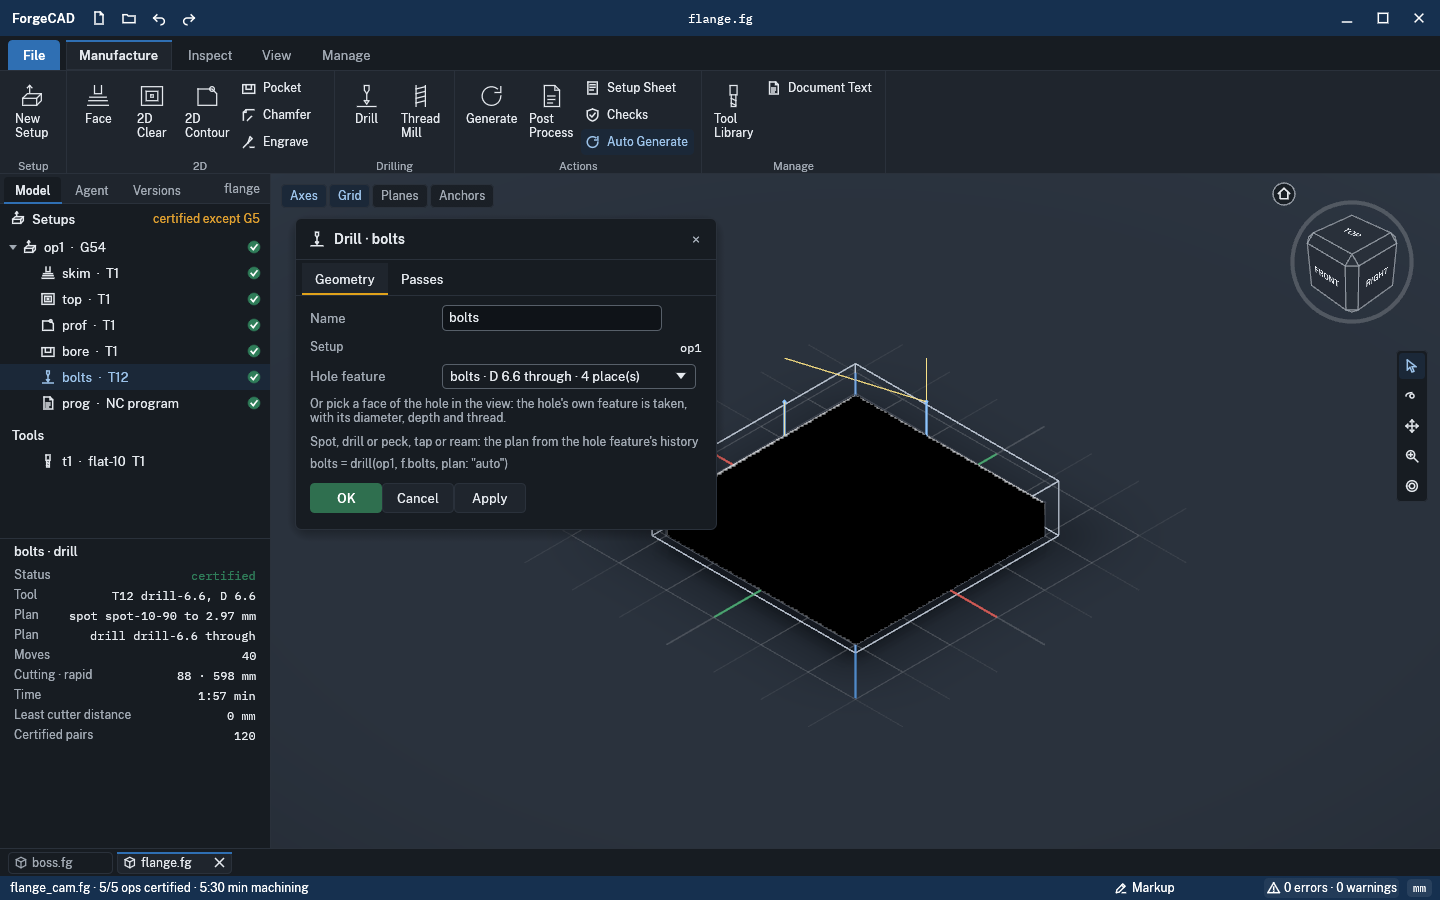 ForgeCAD
flange.fg
File
Manufacture
Inspect
View
Manage
New
Setup
Face
2D
Clear
2D
Contour
Pocket
Chamfer
Engrave
Drill
Thread
Mill
Generate
Post
Process
Setup Sheet
Checks
Auto Generate
Tool
Library
Document Text
Setup
2D
Drilling
Actions
Manage
Model
Agent
Versions
flange
Axes
Grid
Planes
Anchors
Setups
certified except G5
op1 · G54
skim · T1
top · T1
prof · T1
bore · T1
bolts · T12
prog · NC program
Tools
t1 · flat-10 T1
Drill · bolts
×
Geometry
Passes
Name
bolts
Setup
op1
Hole feature
bolts · D 6.6 through · 4 place(s)
Or pick a face of the hole in the view: the hole's own feature is taken,
with its diameter, depth and thread.
Spot, drill or peck, tap or ream: the plan from the hole feature's history
bolts = drill(op1, f.bolts, plan: "auto")
OK
Cancel
Apply
TOP
FRONT
RIGHT
bolts · drill
Status
certified
Tool
T12 drill-6.6, D 6.6
Plan
spot spot-10-90 to 2.97 mm
Plan
drill drill-6.6 through
Moves
40
Cutting · rapid
88 · 598 mm
Time
1:57 min
Least cutter distance
0 mm
Certified pairs
120
boss.fg
flange.fg
flange_cam.fg · 5/5 ops certified · 5:30 min machining
Markup
0 errors · 0 warnings
mm